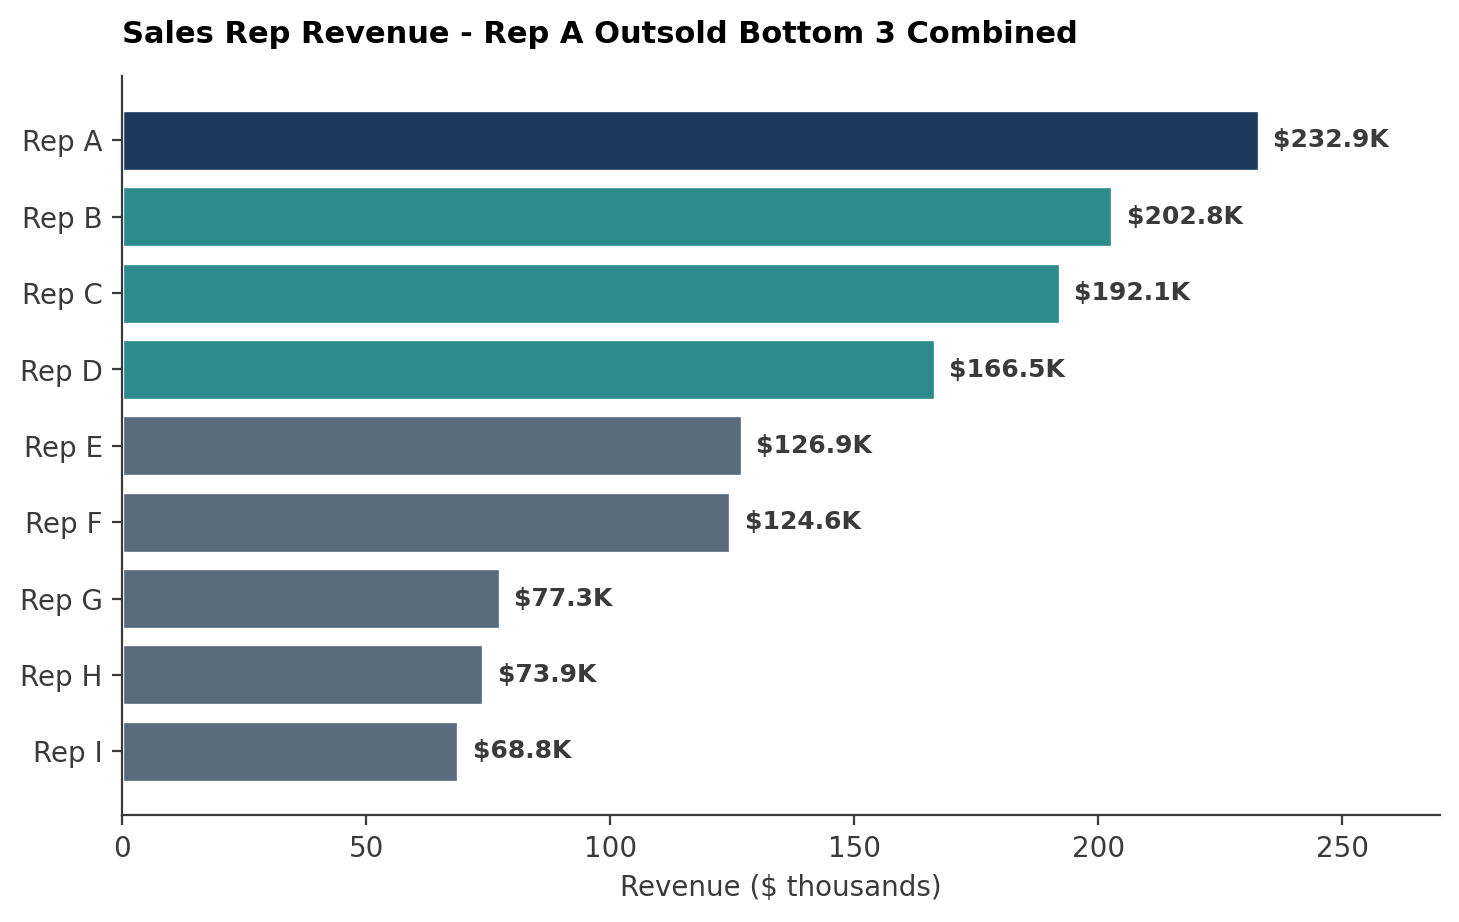 Sales Rep Revenue - Rep A Outsold Bottom 3 Combined
Rep A $232.9K
Rep B $202.8K
Rep C $192.1K
Rep D $166.5K
Rep E $126.9K
Rep F $124.6K
Rep G $77.3K
Rep H $73.9K
Rep I $68.8K
0 50 100 150 200 250
Revenue ($ thousands)